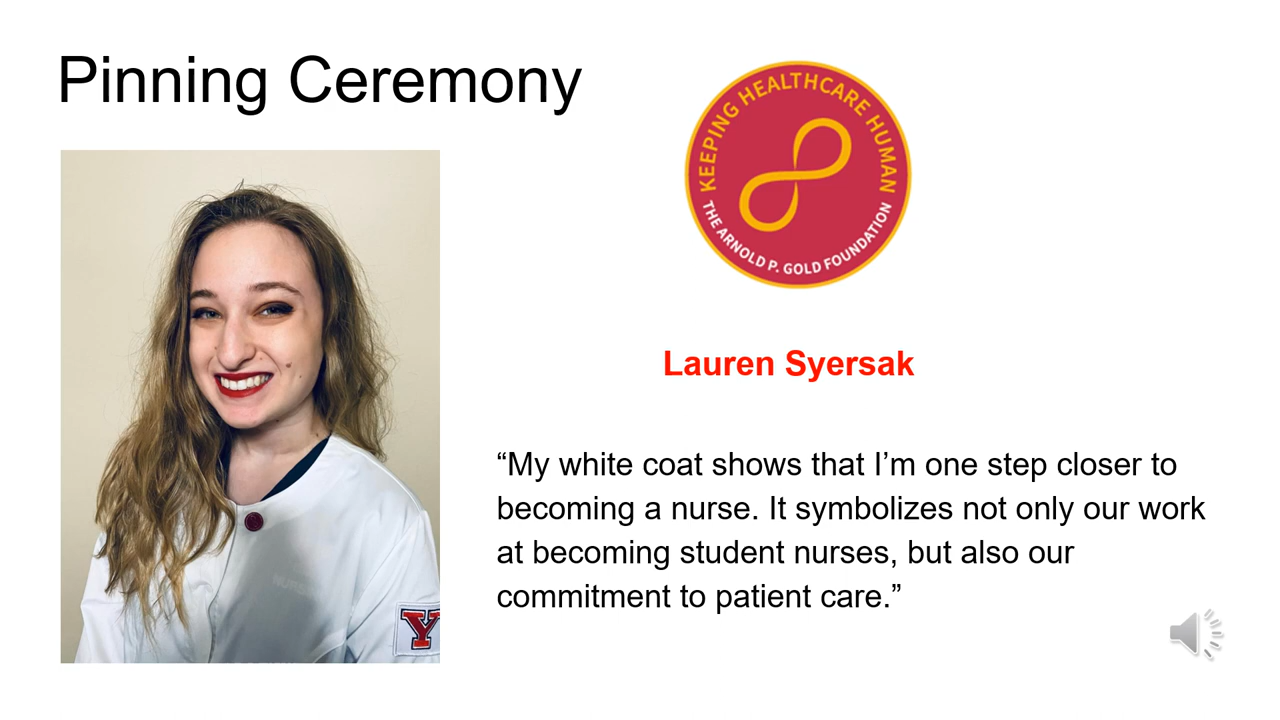 Pinning Ceremony
KEEPING HEALTHCARE HUMAN
THE ARNOLD P. GOLD FOUNDATION
Lauren Syersak
“My white coat shows that I’m one step closer to
becoming a nurse. It symbolizes not only our work
at becoming student nurses, but also our
commitment to patient care.”
Y